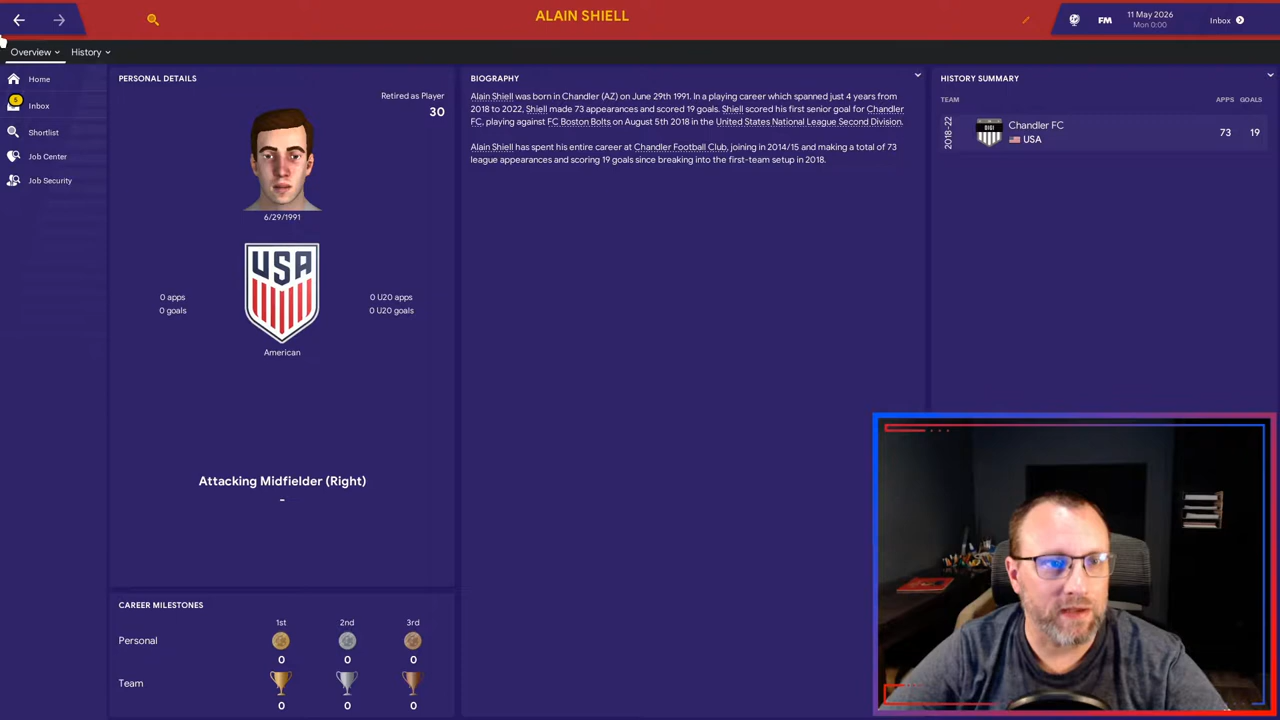 ALAIN SHIELL
11 May 2026
Mon 0:00
FM
Inbox
Overview
History
Home
5
Inbox
Shortlist
Job Center
Job Security
PERSONAL DETAILS
Retired as Player
30
6/29/1991
USA
0 apps
0 goals
0 U20 apps
0 U20 goals
American
Attacking Midfielder (Right)
-
CAREER MILESTONES
1st 2nd 3rd
Personal
0 0 0
Team
0 0 0
BIOGRAPHY
Alain Shiell was born in Chandler (AZ) on June 29th 1991. In a playing career which spanned just 4 years from
2018 to 2022, Shiell made 73 appearances and scored 19 goals. Shiell scored his first senior goal for Chandler
FC, playing against FC Boston Bolts on August 5th 2018 in the United States National League Second Division.
Alain Shiell has spent his entire career at Chandler Football Club, joining in 2014/15 and making a total of 73
league appearances and scoring 19 goals since breaking into the first-team setup in 2018.
HISTORY SUMMARY
TEAM APPS GOALS
2018-22 Chandler FC 73 19
USA